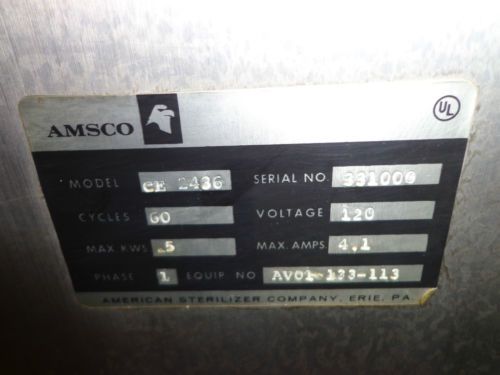 AMSCO
UL
MODEL CE 2436 SERIAL NO. 331000
CYCLES 60 VOLTAGE 120
MAX. KWS .5 MAX. AMPS. 4.1
PHASE 1 EQUIP. NO AV01-133-113
AMERICAN STERILIZER COMPANY, ERIE, PA.